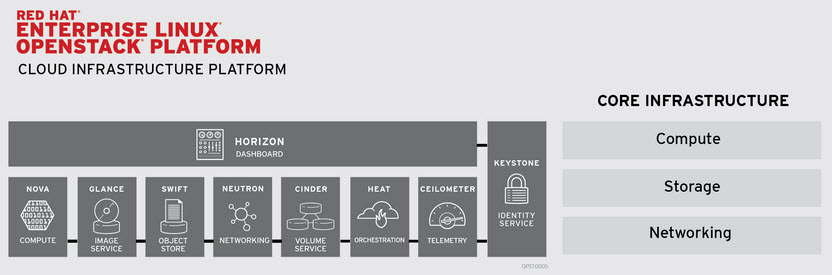 RED HAT®
ENTERPRISE LINUX®
OPENSTACK® PLATFORM
CLOUD INFRASTRUCTURE PLATFORM
HORIZON
DASHBOARD
KEYSTONE
IDENTITY
SERVICE
NOVA
COMPUTE
GLANCE
IMAGE
SERVICE
SWIFT
OBJECT
STORE
NEUTRON
NETWORKING
CINDER
VOLUME
SERVICE
HEAT
ORCHESTRATION
CEILOMETER
TELEMETRY
OPST0005
CORE INFRASTRUCTURE
Compute
Storage
Networking